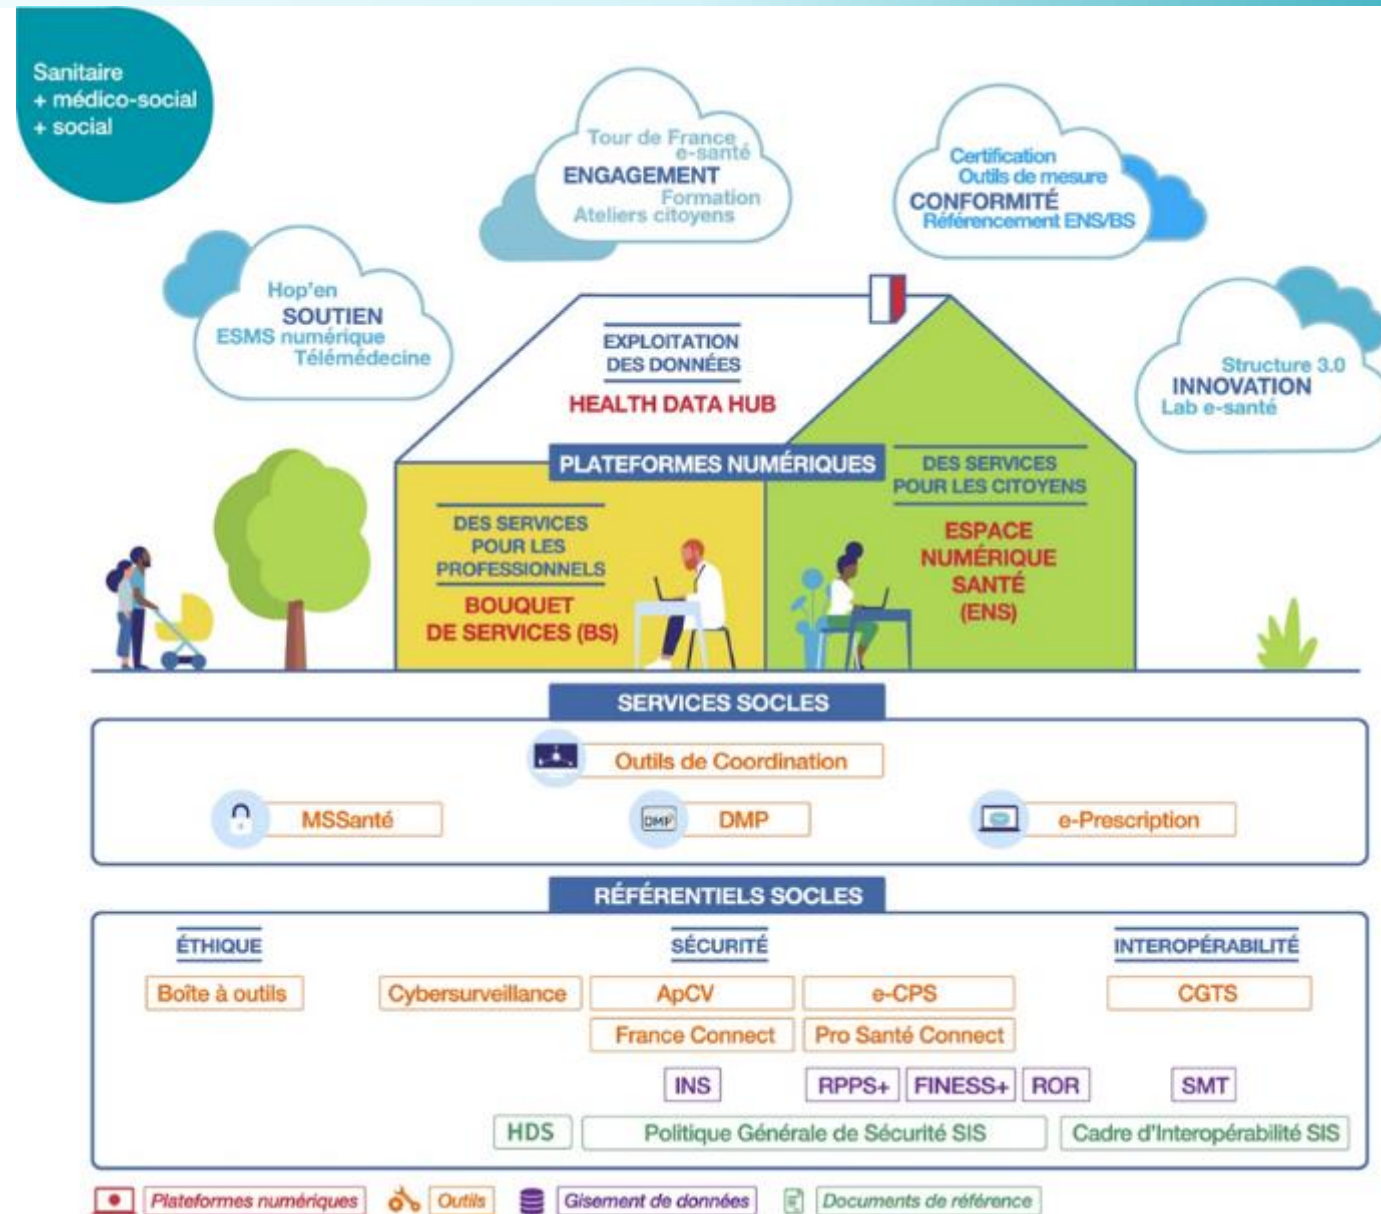 Sanitaire
+ médico-social
+ social
Tour de France
e-santé
ENGAGEMENT
Formation
Ateliers citoyens
Certification
Outils de mesure
CONFORMITÉ
Référencement ENS/BS
Hop'en
SOUTIEN
ESMS numérique
Télémédecine
Structure 3.0
INNOVATION
Lab e-santé
EXPLOITATION
DES DONNÉES
HEALTH DATA HUB
PLATEFORMES NUMÉRIQUES
DES SERVICES
POUR LES
PROFESSIONNELS
BOUQUET
DE SERVICES (BS)
DES SERVICES
POUR LES CITOYENS
ESPACE
NUMÉRIQUE
SANTÉ
(ENS)
SERVICES SOCLES
Outils de Coordination
MSSanté
DMP DMP
e-Prescription
RÉFÉRENTIELS SOCLES
ÉTHIQUE
SÉCURITÉ
INTEROPÉRABILITÉ
Boîte à outils
Cybersurveillance
ApCV
e-CPS
CGTS
France Connect
Pro Santé Connect
INS
RPPS+
FINESS+
ROR
SMT
HDS
Politique Générale de Sécurité SIS
Cadre d'Interopérabilité SIS
Plateformes numériques
Outils
Gisement de données
Documents de référence